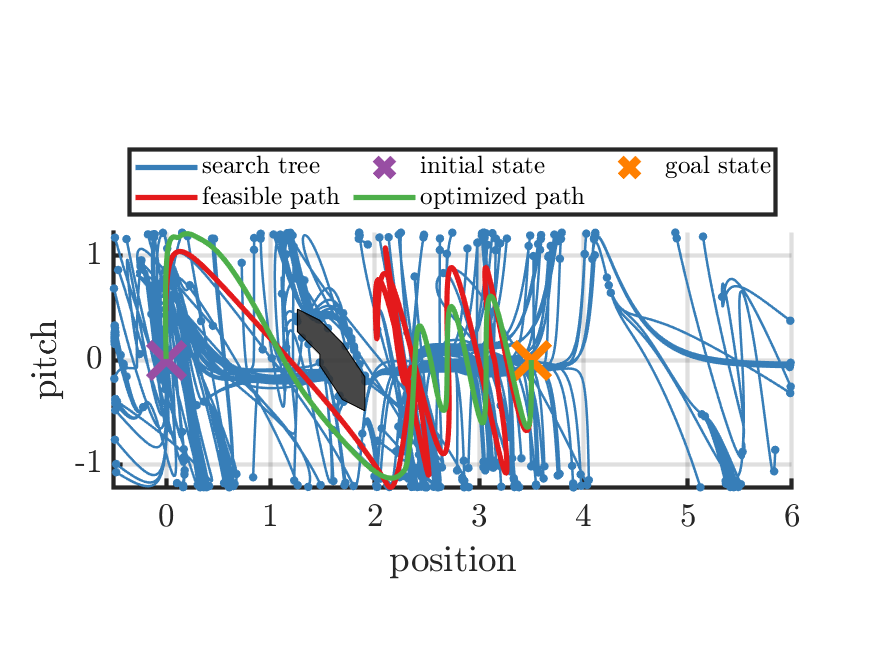 search tree initial state goal state
feasible path optimized path
pitch
1
0
-1
0 1 2 3 4 5 6
position